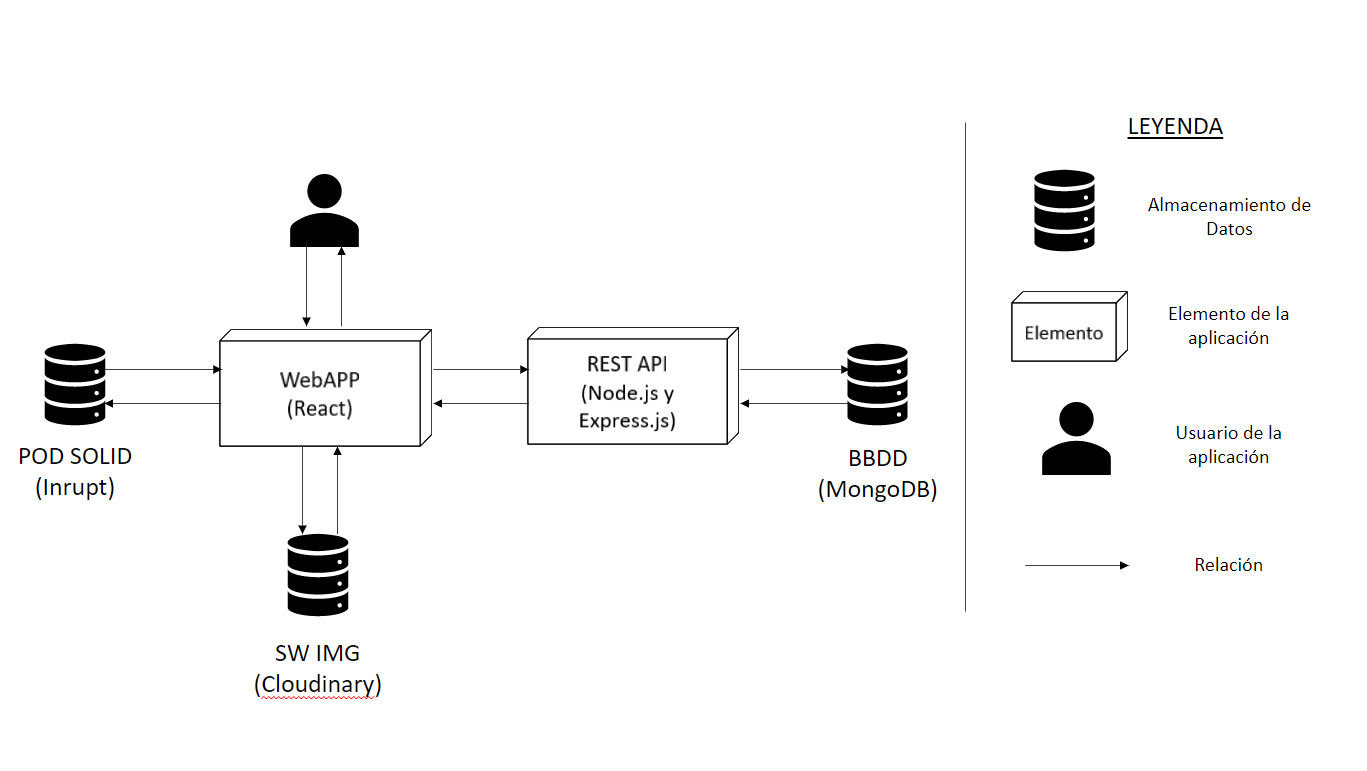 WebAPP
(React)
REST API
(Node.js y
Express.js)
POD SOLID
(Inrupt)
BBDD
(MongoDB)
SW IMG
(Cloudinary)
LEYENDA
Almacenamiento de
Datos
Elemento
Elemento de la
aplicación
Usuario de la
aplicación
Relación